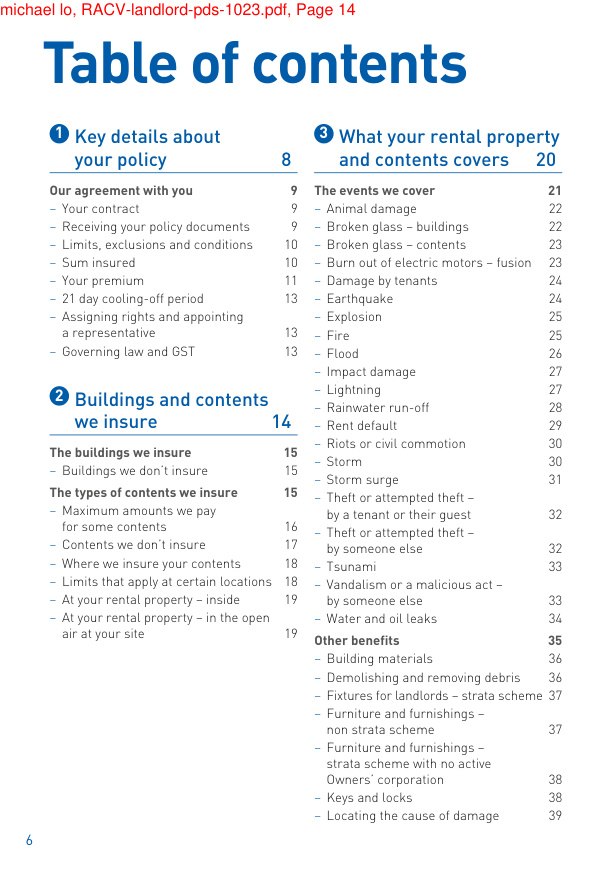 michael lo, RACV-landlord-pds-1023.pdf, Page 14
Table of contents
1 Key details about
your policy 8
Our agreement with you 9
– Your contract 9
– Receiving your policy documents 9
– Limits, exclusions and conditions 10
– Sum insured 10
– Your premium 11
– 21 day cooling-off period 13
– Assigning rights and appointing
a representative 13
– Governing law and GST 13
2 Buildings and contents
we insure 14
The buildings we insure 15
– Buildings we don’t insure 15
The types of contents we insure 15
– Maximum amounts we pay
for some contents 16
– Contents we don’t insure 17
– Where we insure your contents 18
– Limits that apply at certain locations 18
– At your rental property – inside 19
– At your rental property – in the open
air at your site 19
3 What your rental property
and contents covers 20
The events we cover 21
– Animal damage 22
– Broken glass – buildings 22
– Broken glass – contents 23
– Burn out of electric motors – fusion 23
– Damage by tenants 24
– Earthquake 24
– Explosion 25
– Fire 25
– Flood 26
– Impact damage 27
– Lightning 27
– Rainwater run-off 28
– Rent default 29
– Riots or civil commotion 30
– Storm 30
– Storm surge 31
– Theft or attempted theft –
by a tenant or their guest 32
– Theft or attempted theft –
by someone else 32
– Tsunami 33
– Vandalism or a malicious act –
by someone else 33
– Water and oil leaks 34
Other benefits 35
– Building materials 36
– Demolishing and removing debris 36
– Fixtures for landlords – strata scheme 37
– Furniture and furnishings –
non strata scheme 37
– Furniture and furnishings –
strata scheme with no active
Owners’ corporation 38
– Keys and locks 38
– Locating the cause of damage 39
6